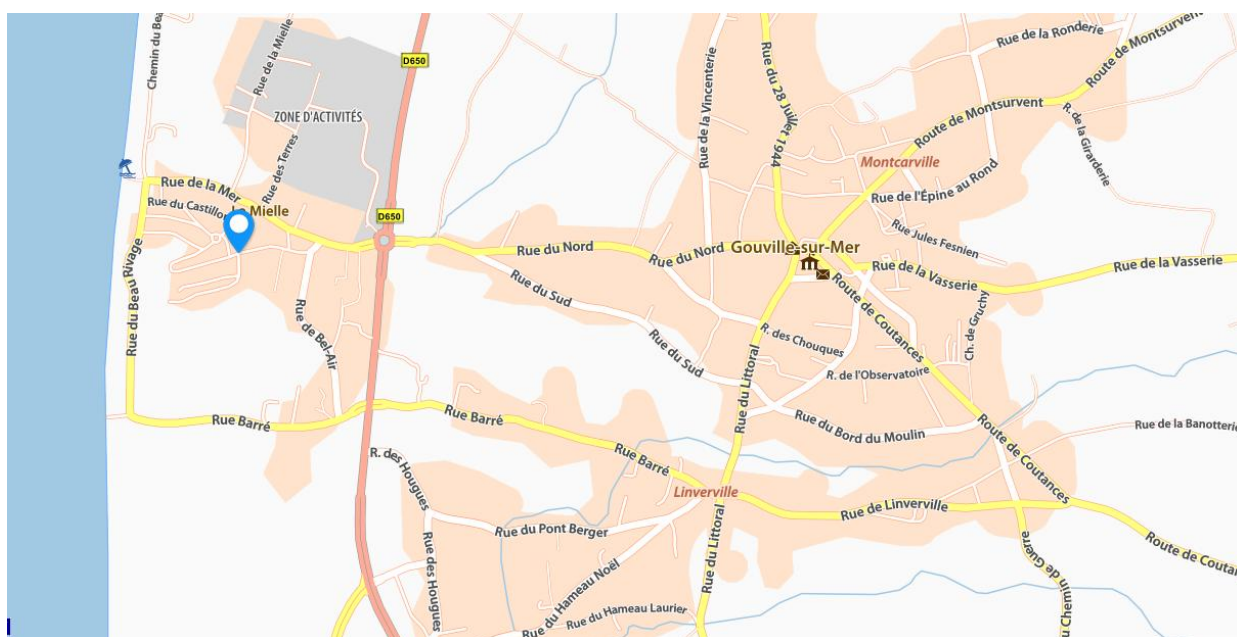 Chemin du Beau
Rue de la Mielle
ZONE D'ACTIVITÉS
Rue des Terres
D650
Rue de la Vincenterie
Rue du 28 Juillet 1944
Rue de la Ronderie
Route de Montsurvent
Route de Montsurvent
R. de la Girarderie
Montcarville
Rue de l'Épine au Rond
Rue de la Mer
Rue du Castillon
Mielle
D650
Rue du Nord
Rue du Nord
Gouville-sur-Mer
Rue Jules Fesnien
Rue de la Vasserie
Rue de la Vasserie
Rue du Beau Rivage
Rue de Bel-Air
Rue du Sud
Rue du Sud
R. des Chouques
Route de Coutances
Ch. de Gruchy
R. de l'Observatoire
Rue du Littoral
Rue Barré
Rue Barré
Rue Barré
Rue du Bord du Moulin
Route de Coutances
Rue de la Banotterie
R. des Hougues
Linverville
Rue de Linverville
Rue du Pont Berger
Rue des Hougues
Rue du Hameau Noël
Rue du Hameau Laurier
Rue du Littoral
de Guerre
u Chemin
Route de Coutan